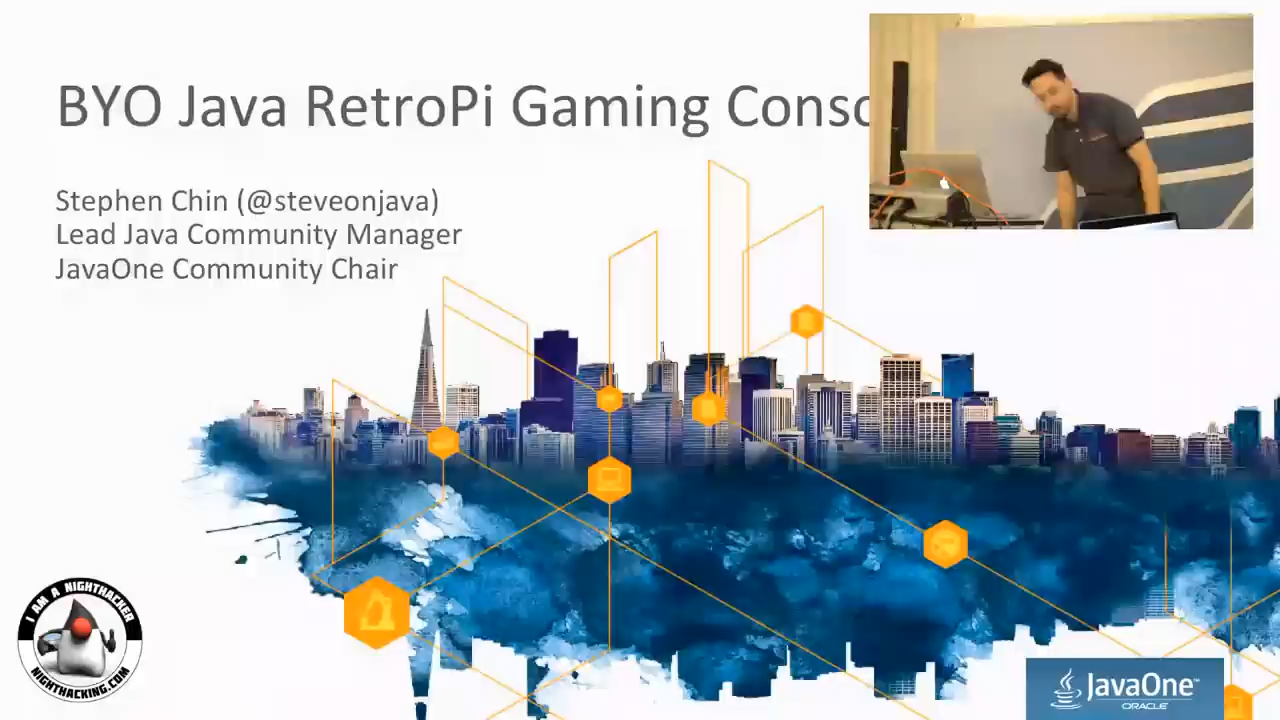 BYO Java RetroPi Gaming Conso
Stephen Chin (@steveonjava)
Lead Java Community Manager
JavaOne Community Chair
I AM A NIGHTHACKER
NIGHTHACKING.COM
JavaOne™
ORACLE